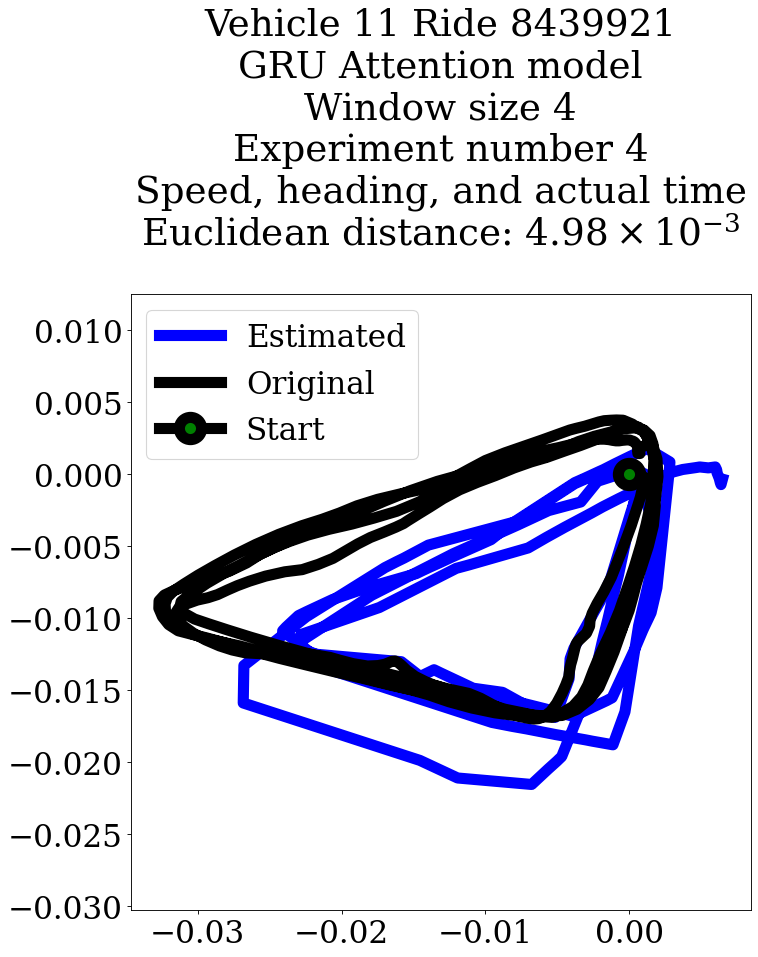 Vehicle 11 Ride 8439921
GRU Attention model
Window size 4
Experiment number 4
Speed, heading, and actual time
Euclidean distance: 4.98 × 10⁻³
Estimated
Original
Start
0.010
0.005
0.000
−0.005
−0.010
−0.015
−0.020
−0.025
−0.030
−0.03 −0.02 −0.01 0.00